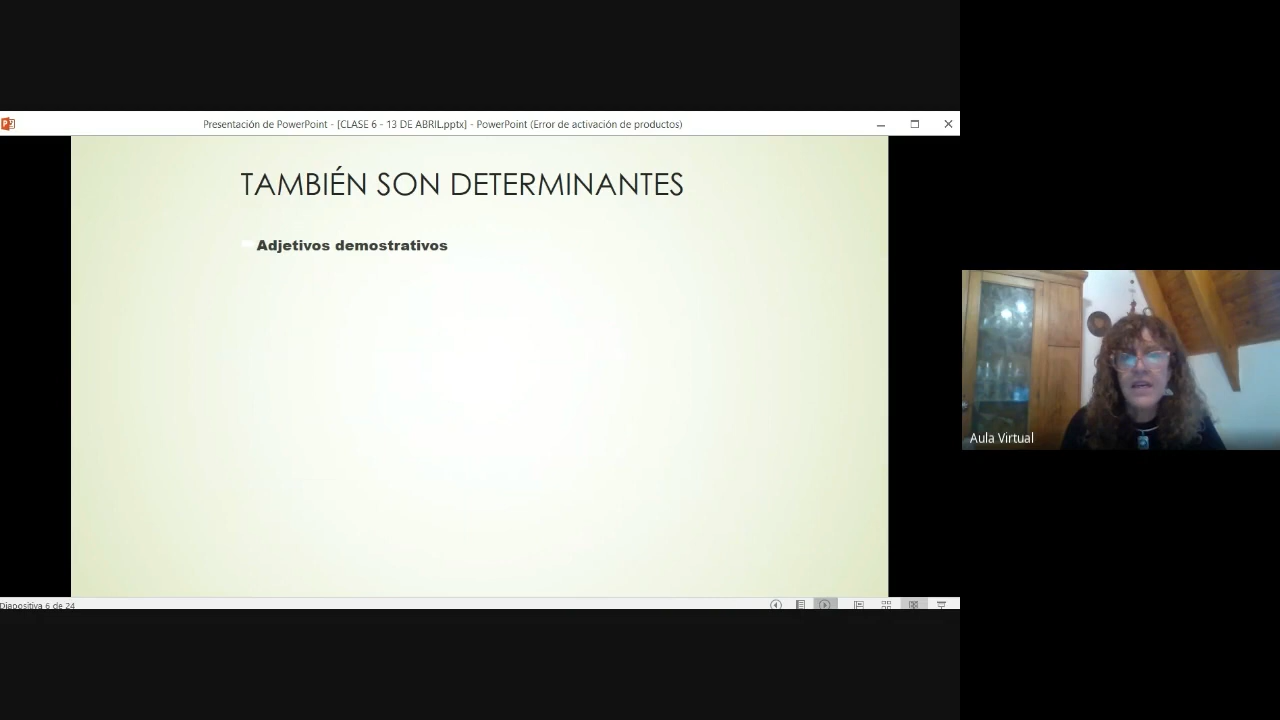 Presentación de PowerPoint - [CLASE 6 - 13 DE ABRIL.pptx] - PowerPoint (Error de activación de productos)
TAMBIÉN SON DETERMINANTES
Adjetivos demostrativos
Aula Virtual
Diapositiva 6 de 24